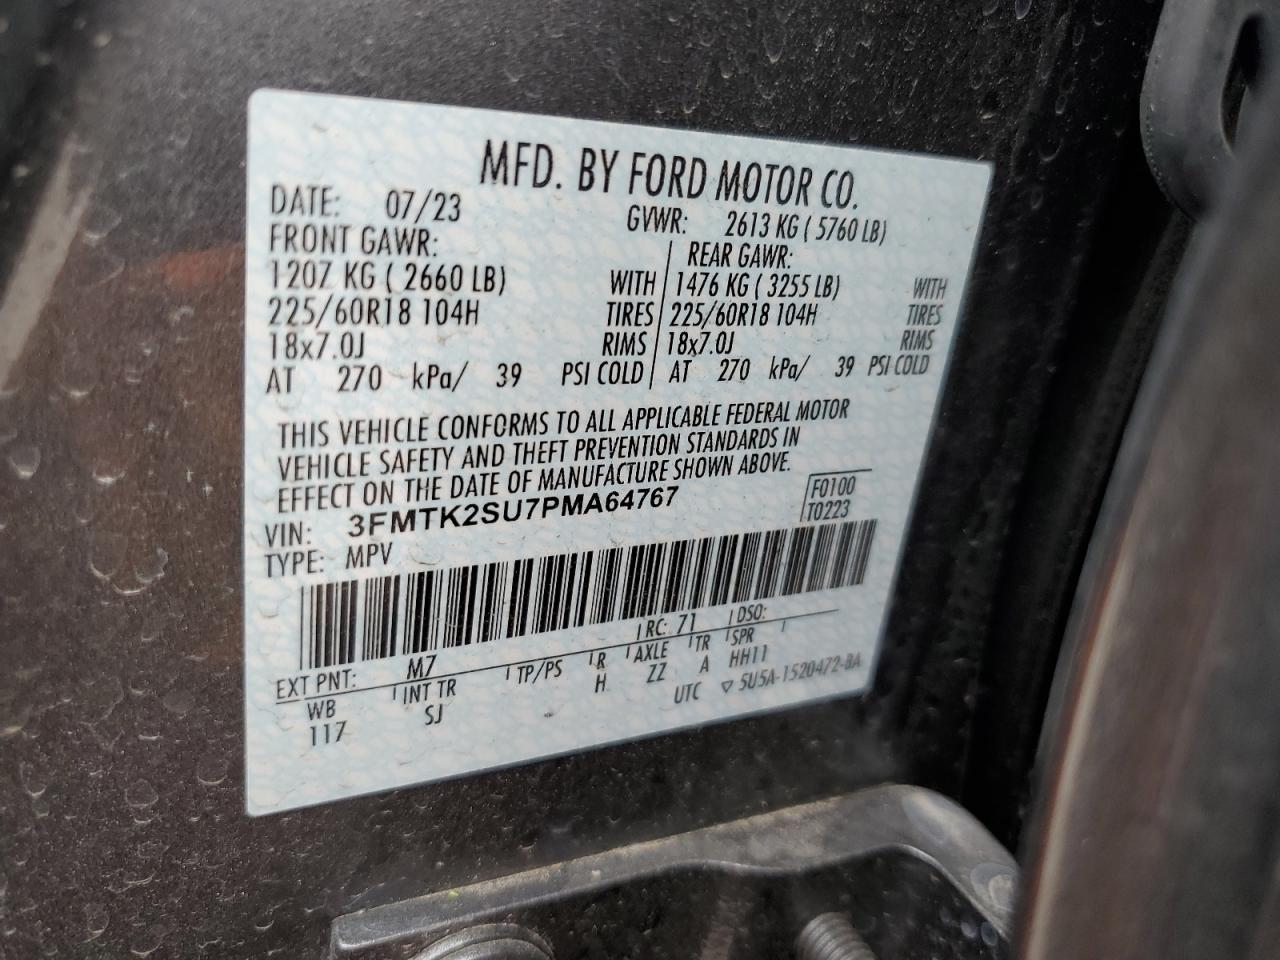 MFD. BY FORD MOTOR CO.
DATE: 07/23 GVWR: 2613 KG ( 5760 LB)
FRONT GAWR: REAR GAWR:
1207 KG ( 2660 LB) WITH 1476 KG ( 3255 LB) WITH
225/60R18 104H TIRES 225/60R18 104H TIRES
18x7.0J RIMS 18x7.0J RIMS
AT 270 kPa/ 39 PSI COLD AT 270 kPa/ 39 PSI COLD
THIS VEHICLE CONFORMS TO ALL APPLICABLE FEDERAL MOTOR
VEHICLE SAFETY AND THEFT PREVENTION STANDARDS IN
EFFECT ON THE DATE OF MANUFACTURE SHOWN ABOVE.
VIN: 3FMTK2SU7PMA64767 F0100
TYPE: MPV T0223
EXT PNT: M7 RC: 71 DSO:
WB INT TR TP/PS R AXLE TR SPR
117 SJ H ZZ A HH11
UTC ▽ 5U5A-1520472-BA